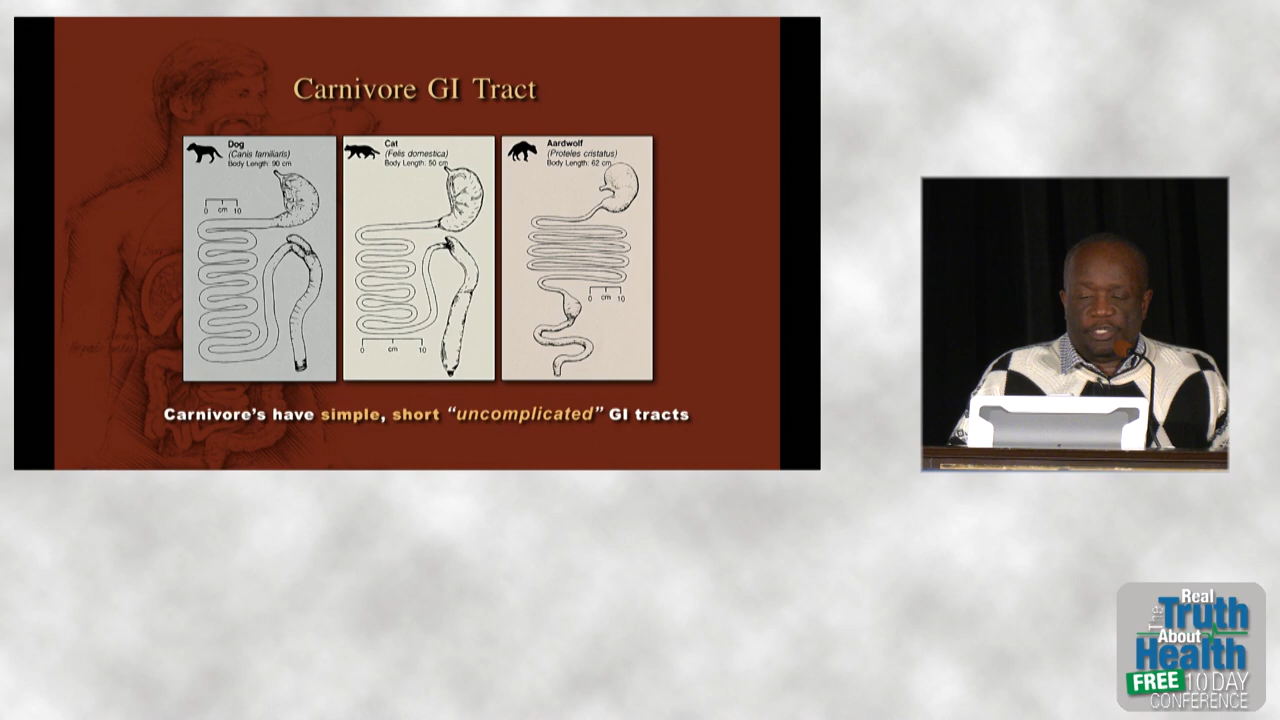 Carnivore GI Tract
Dog
(Canis familiaris)
Body Length: 90 cm
0 cm 10
Cat
(Felis domestica)
Body Length: 50 cm
0 cm 10
Aardwolf
(Proteles cristatus)
Body Length: 62 cm
0 cm 10
Carnivore's have simple, short "uncomplicated" GI tracts
The Real
Truth
About
Health
FREE 10 DAY
CONFERENCE